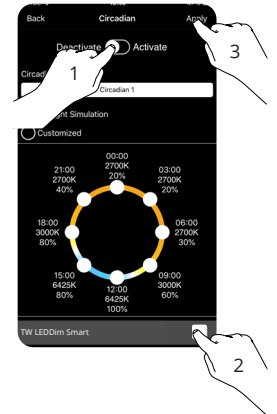 Back Circadian Apply
Deactivate Activate
1
3
Circadian 1
Simulation
Customized
00:00
2700K
20%
21:00
2700K
40%
03:00
2700K
20%
18:00
3000K
80%
06:00
2700K
30%
15:00
6425K
80%
12:00
6425K
100%
09:00
3000K
60%
TW LEDDim Smart
2